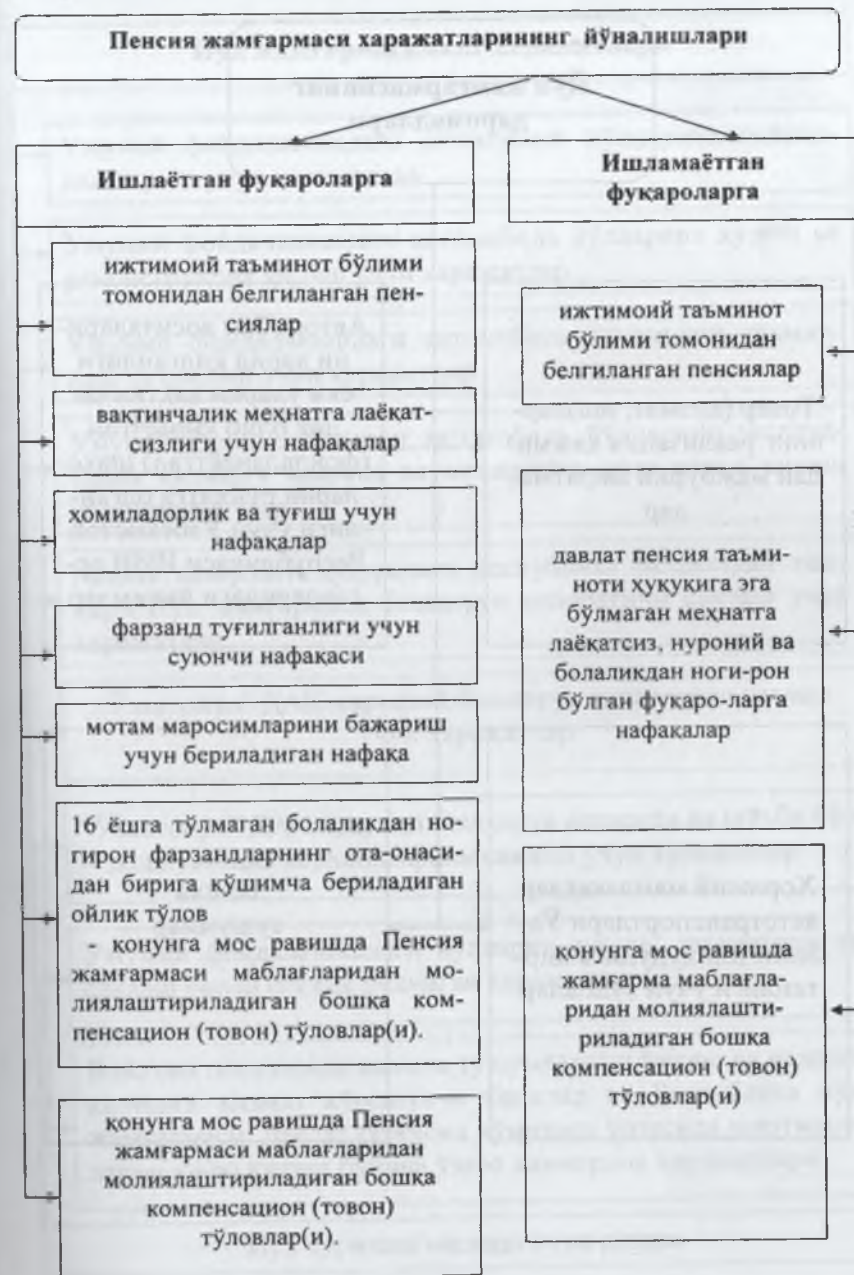 Пенсия жамғармаси харажатларининг йўналишлари
Ишлаётган фуқароларга
ижтимоий таъминот бўлими
томонидан белгиланган пен-
сиялар
вақтинчалик меҳнатга лаёқат-
сизлиги учун нафақалар
ҳомиладорлик ва туғиш учун
нафақалар
фарзанд туғилганлиги учун
суюнчи нафақаси
мотам маросимларини бажариш
учун бериладиган нафақа
16 ёшга тўлмаган болаликдан но-
гирон фарзандларнинг ота-онаси-
дан бирига қўшимча бериладиган
ойлик тўлов
- конунга мос равишда Пенсия
жамғармаси маблағларидан мо-
лиялаштириладиган бошка ком-
пенсацион (товон) тўловлар(и).
қонунга мос равишда Пенсия
жамғармаси маблағларидан
молиялаштириладиган бошка
компенсацион (товон)
тўловлар(и).
Ишламаётган
фуқароларга
ижтимоий таъминот
бўлими томонидан
белгиланган пенсиялар
давлат пенсия таъми-
ноти ҳуқуқига эга
бўлмаган меҳнатга
лаёқатсиз, нуроний ва
болаликдан ноги-рон
бўлган фуқаро-ларга
нафақалар
қонунга мос равишда
жамғарма маблағла-
ридан молиялашти-
риладиган бошка
компенсацион (товон)
тўловлар(и)